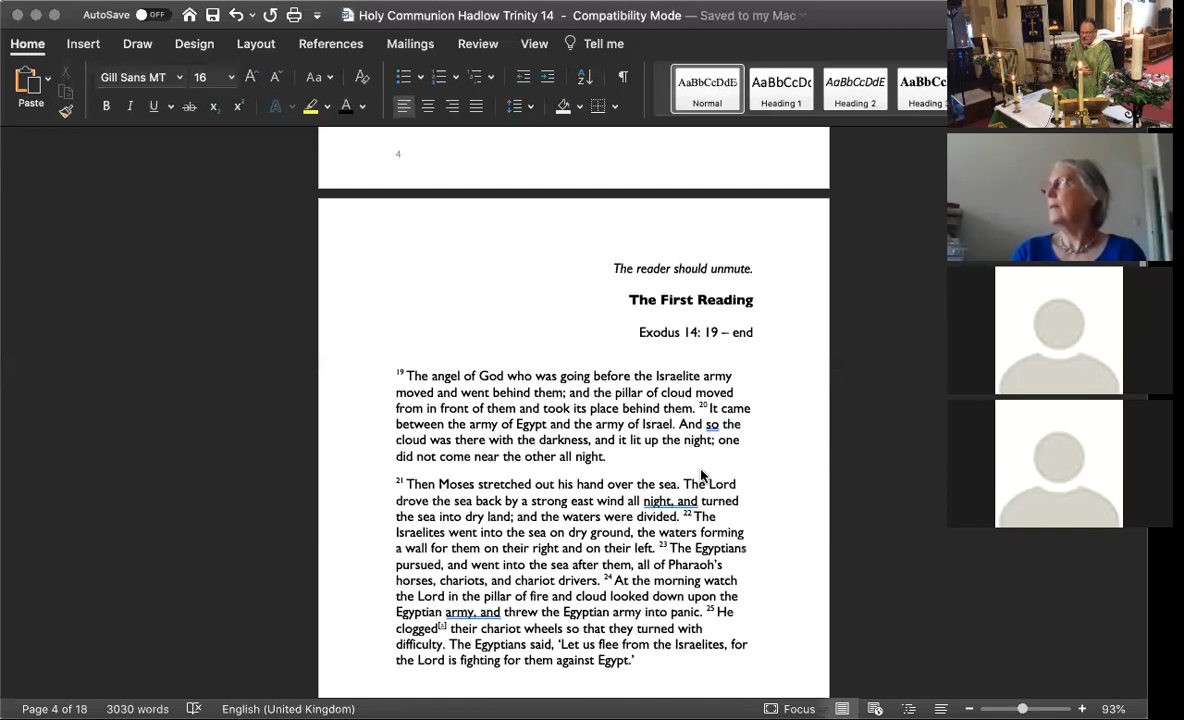 AutoSave OFF
Holy Communion Hadlow Trinity 14 - Compatibility Mode — Saved to my Mac
Home Insert Draw Design Layout References Mailings Review View Tell me
Paste
Gill Sans MT 16
AaBbCcDdE AaBbCcDc AaBbCcDdE AaBbCc
Normal Heading 1 Heading 2 Heading
4
The reader should unmute.
The First Reading
Exodus 14: 19 – end
19 The angel of God who was going before the Israelite army
moved and went behind them; and the pillar of cloud moved
from in front of them and took its place behind them. 20 It came
between the army of Egypt and the army of Israel. And so the
cloud was there with the darkness, and it lit up the night; one
did not come near the other all night.
21 Then Moses stretched out his hand over the sea. The Lord
drove the sea back by a strong east wind all night, and turned
the sea into dry land; and the waters were divided. 22 The
Israelites went into the sea on dry ground, the waters forming
a wall for them on their right and on their left. 23 The Egyptians
pursued, and went into the sea after them, all of Pharaoh's
horses, chariots, and chariot drivers. 24 At the morning watch
the Lord in the pillar of fire and cloud looked down upon the
Egyptian army, and threw the Egyptian army into panic. 25 He
clogged[a] their chariot wheels so that they turned with
difficulty. The Egyptians said, ‘Let us flee from the Israelites, for
the Lord is fighting for them against Egypt.’
Page 4 of 18 3030 words English (United Kingdom) Focus 93%